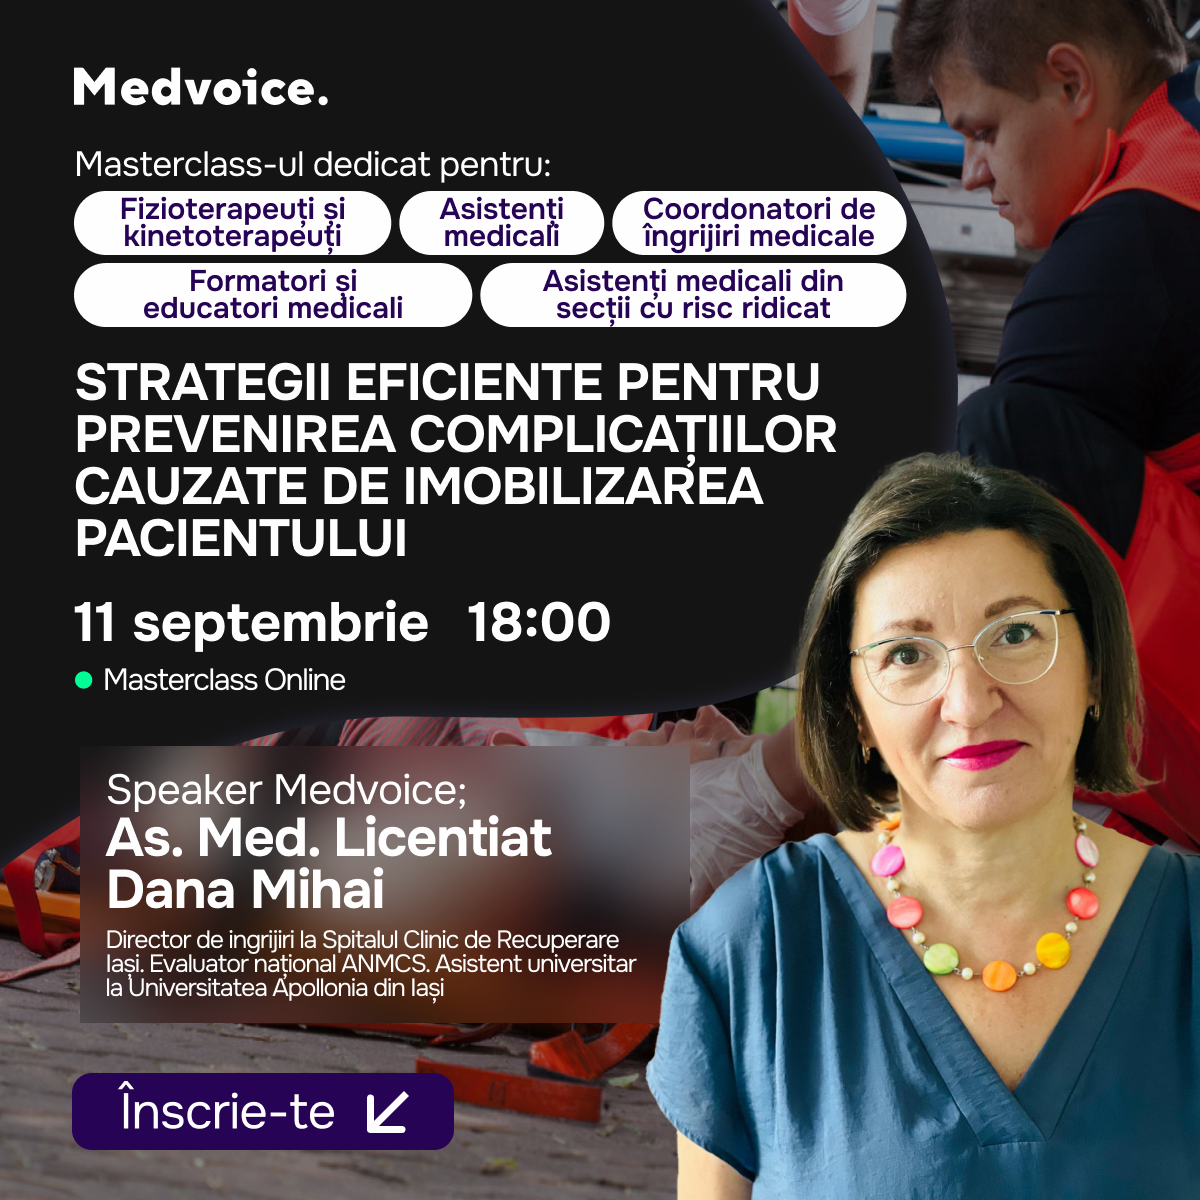 Medvoice.
Masterclass-ul dedicat pentru:
Fizioterapeuți și
kinetoterapeuți
Asistenți
medicali
Coordonatori de
îngrijiri medicale
Formatori și
educatori medicali
Asistenți medicali din
secții cu risc ridicat
STRATEGII EFICIENTE PENTRU
PREVENIREA COMPLICAȚIILOR
CAUZATE DE IMOBILIZAREA
PACIENTULUI
11 septembrie 18:00
Masterclass Online
Speaker Medvoice;
As. Med. Licentiat
Dana Mihai
Director de ingrijiri la Spitalul Clinic de Recuperare
Iași. Evaluator național ANMCS. Asistent universitar
la Universitatea Apollonia din Iași
Înscrie-te